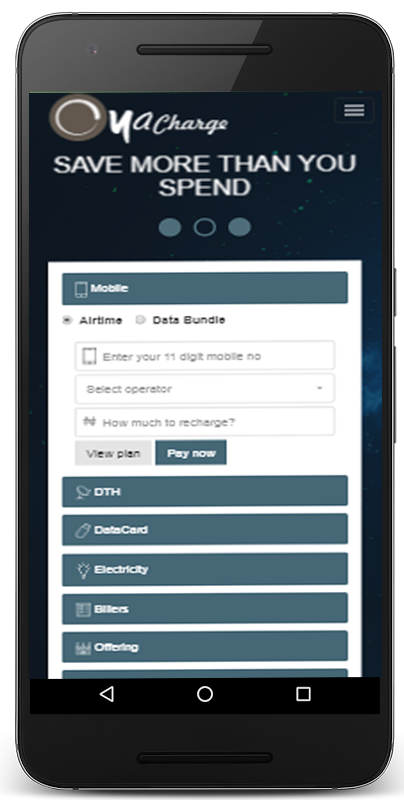 OyaCharge
SAVE MORE THAN YOU
SPEND
Mobile
Airtime Data Bundle
Enter your 11 digit mobile no
Select operator
₦ How much to recharge?
View plan Pay now
DTH
DataCard
Electricity
Billers
Offering